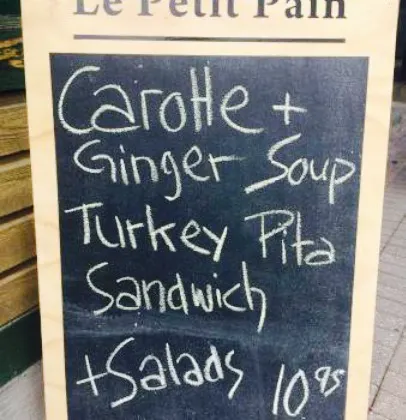 Le Petit Pain
Carotte +
Ginger Soup
Turkey Pita
Sandwich
+ Salads 10 95